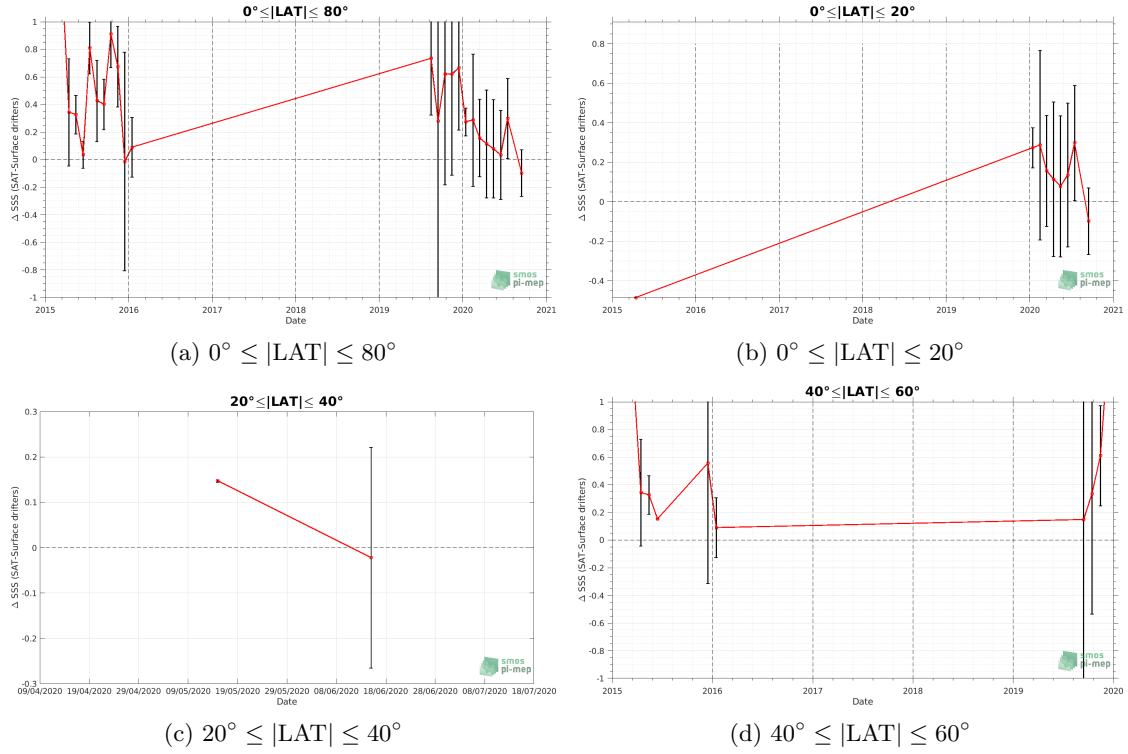 0°≤|LAT|≤ 80°
1
0.8
0.6
0.4
0.2
0
-0.2
-0.4
-0.6
-0.8
-1
Δ SSS (SAT-Surface drifters)
2015 2016 2017 2018 2019 2020 2021
Date
smos
pi-mep
(a) 0° ≤ |LAT| ≤ 80°
0°≤|LAT|≤ 20°
0.8
0.6
0.4
0.2
0
-0.2
-0.4
Δ SSS (SAT-Surface drifters)
2015 2016 2017 2018 2019 2020 2021
Date
smos
pi-mep
(b) 0° ≤ |LAT| ≤ 20°
20°≤|LAT|≤ 40°
0.3
0.2
0.1
0
-0.1
-0.2
-0.3
Δ SSS (SAT-Surface drifters)
09/04/2020 19/04/2020 29/04/2020 09/05/2020 19/05/2020 29/05/2020 08/06/2020 18/06/2020 28/06/2020 08/07/2020 18/07/2020
Date
smos
pi-mep
(c) 20° ≤ |LAT| ≤ 40°
40°≤|LAT|≤ 60°
1
0.8
0.6
0.4
0.2
0
-0.2
-0.4
-0.6
-0.8
-1
Δ SSS (SAT-Surface drifters)
2015 2016 2017 2018 2019 2020
Date
smos
pi-mep
(d) 40° ≤ |LAT| ≤ 60°